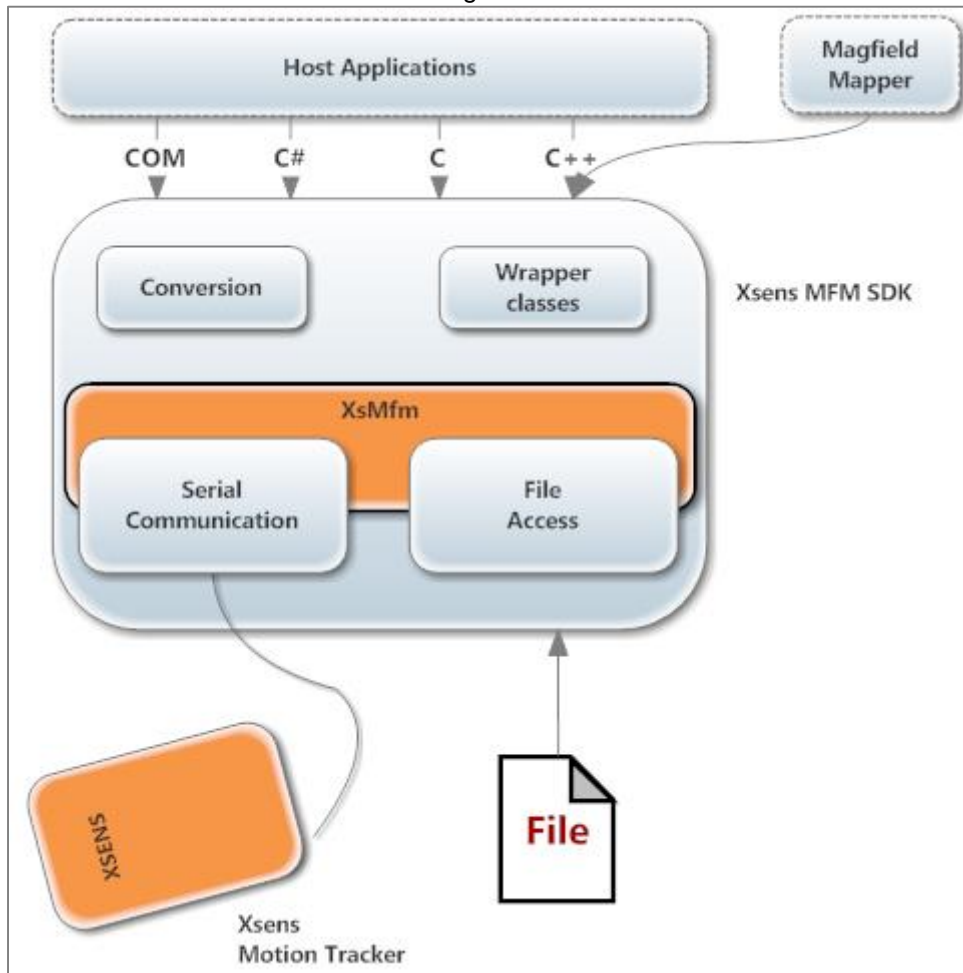 Host Applications
Magfield
Mapper
COM
C#
C
C++
Conversion
Wrapper
classes
Xsens MFM SDK
XsMfm
Serial
Communication
File
Access
XSENS
File
Xsens
Motion Tracker